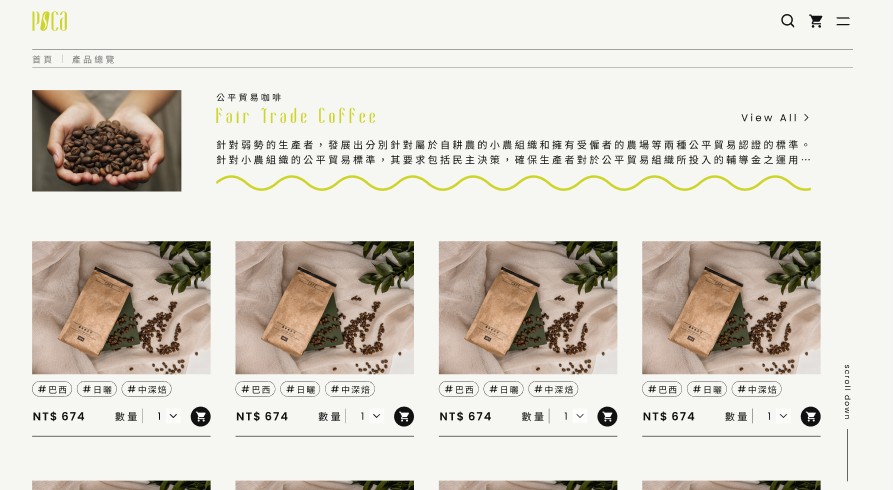 POCA
首頁 | 產品總覽
公平貿易咖啡
Fair Trade Coffee
View All
針對弱勢的生產者，發展出分別針對屬於自耕農的小農組織和擁有受僱者的農場等兩種公平貿易認證的標準。
針對小農組織的公平貿易標準，其要求包括民主決策，確保生產者對於公平貿易組織所投入的輔導金之運用…
#巴西 #日曬 #中深焙
NT$ 674 數量 1
#巴西 #日曬 #中深焙
NT$ 674 數量 1
#巴西 #日曬 #中深焙
NT$ 674 數量 1
#巴西 #日曬 #中深焙
NT$ 674 數量 1
scroll down